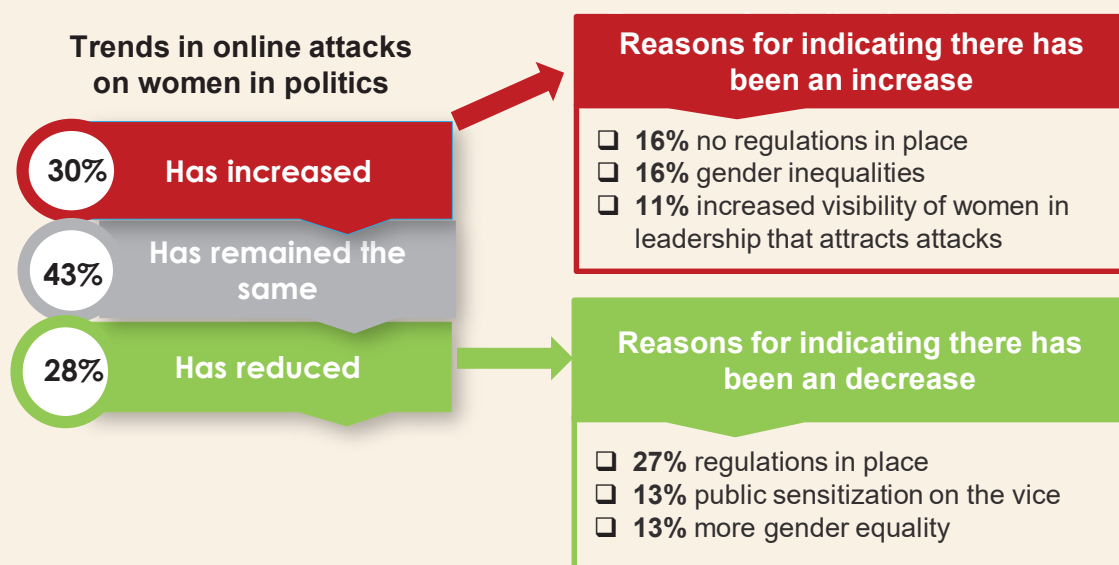 Trends in online attacks
on women in politics
30%
Has increased
43%
Has remained the
same
28%
Has reduced
Reasons for indicating there has
been an increase
❑ 16% no regulations in place
❑ 16% gender inequalities
❑ 11% increased visibility of women in
leadership that attracts attacks
Reasons for indicating there has
been an decrease
❑ 27% regulations in place
❑ 13% public sensitization on the vice
❑ 13% more gender equality